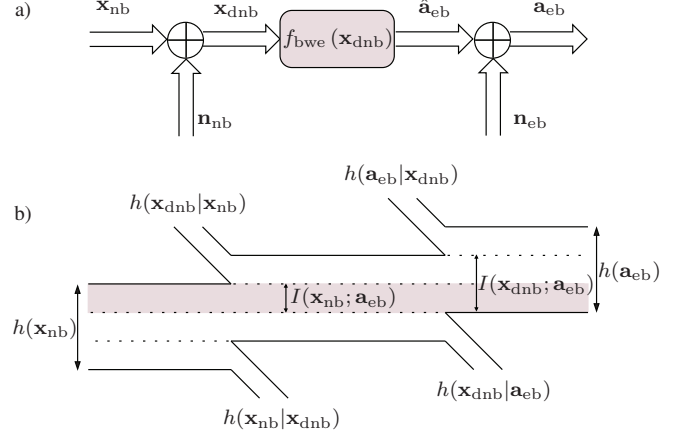 a)
x_nb
x_dnb
f_bwe (x_dnb)
â_eb
a_eb
n_nb
n_eb
b)
h(x_dnb|x_nb)
h(a_eb|x_dnb)
h(x_nb)
I(x_nb; a_eb)
I(x_dnb; a_eb)
h(a_eb)
h(x_nb|x_dnb)
h(x_dnb|a_eb)